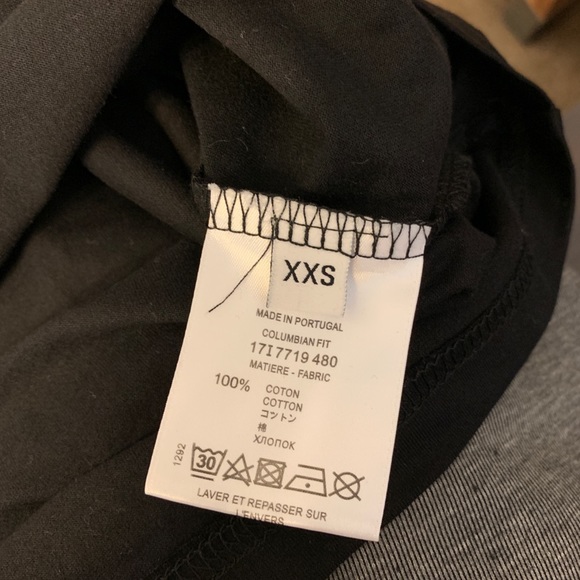 XXS
MADE IN PORTUGAL
COLUMBIAN FIT
17I7719 480
MATIERE - FABRIC
100% COTON
COTTON
コットン
棉
ХЛОПОК
1292
30
LAVER ET REPASSER SUR
L'ENVERS